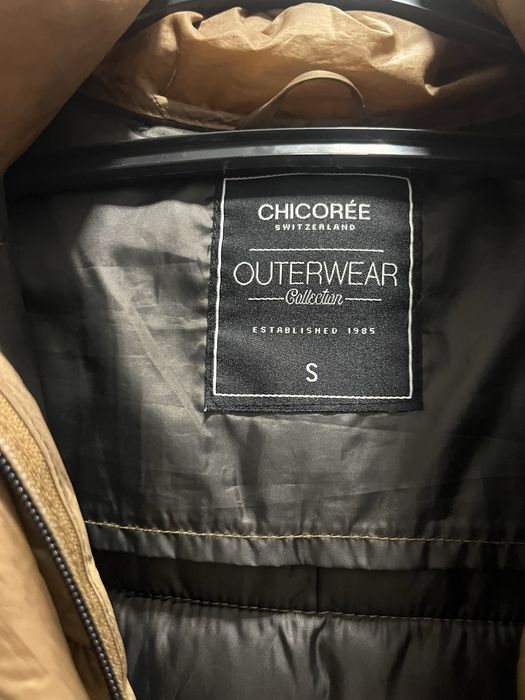 CHICORÉE
SWITZERLAND
OUTERWEAR
Collection
ESTABLISHED 1985
S